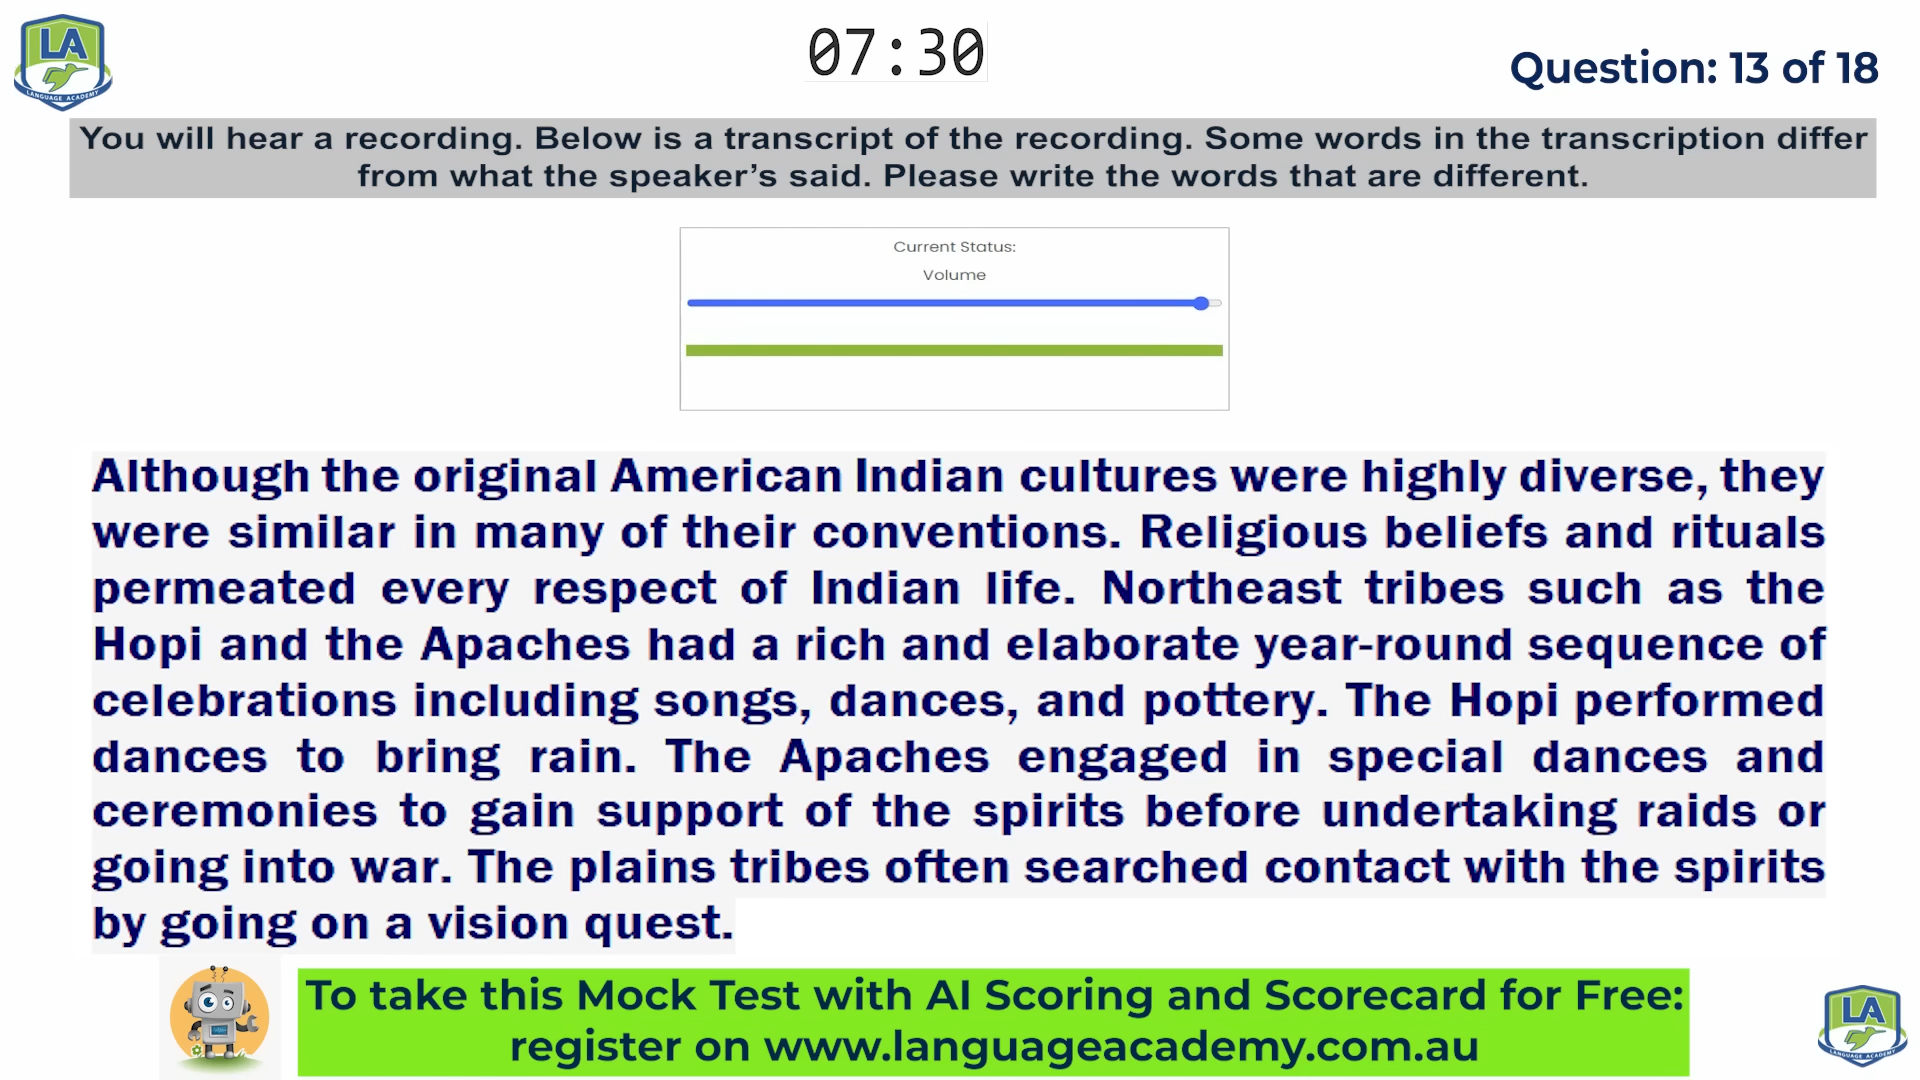 LA
LANGUAGE ACADEMY
07:30
Question: 13 of 18
You will hear a recording. Below is a transcript of the recording. Some words in the transcription differ
from what the speaker's said. Please write the words that are different.
Current Status:
Volume
Although the original American Indian cultures were highly diverse, they
were similar in many of their conventions. Religious beliefs and rituals
permeated every respect of Indian life. Northeast tribes such as the
Hopi and the Apaches had a rich and elaborate year-round sequence of
celebrations including songs, dances, and pottery. The Hopi performed
dances to bring rain. The Apaches engaged in special dances and
ceremonies to gain support of the spirits before undertaking raids or
going into war. The plains tribes often searched contact with the spirits
by going on a vision quest.
To take this Mock Test with AI Scoring and Scorecard for Free:
register on www.languageacademy.com.au
LA
LANGUAGE ACADEMY